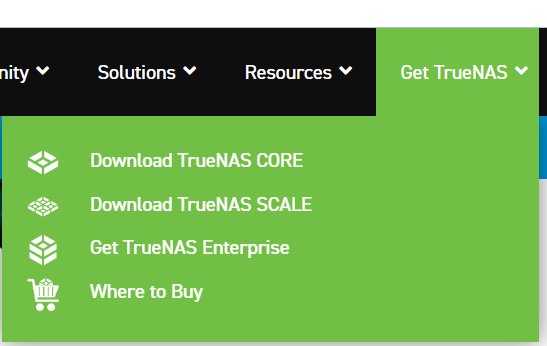 nity Solutions Resources Get TrueNAS
Download TrueNAS CORE
Download TrueNAS SCALE
Get TrueNAS Enterprise
Where to Buy